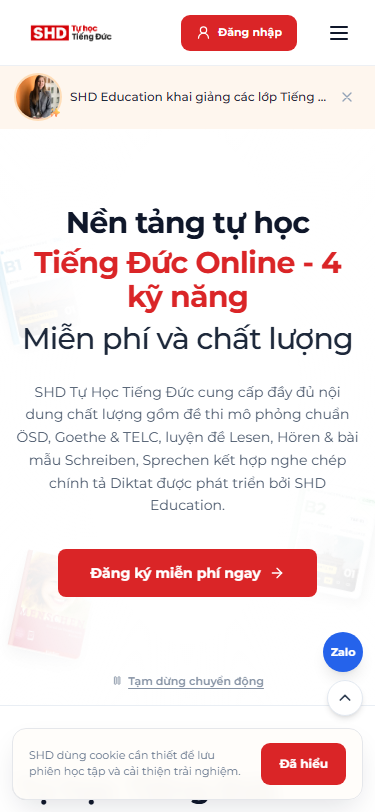 SHD Tự học
Tiếng Đức
Đăng nhập
SHD Education khai giảng các lớp Tiếng ...
Nền tảng tự học
Tiếng Đức Online - 4
kỹ năng
Miễn phí và chất lượng
SHD Tự Học Tiếng Đức cung cấp đầy đủ nội
dung chất lượng gồm đề thi mô phỏng chuẩn
ÖSD, Goethe & TELC, luyện đề Lesen, Hören & bài
mẫu Schreiben, Sprechen kết hợp nghe chép
chính tả Diktat được phát triển bởi SHD
Education.
B1
B2
Đăng ký miễn phí ngay
Zalo
Tạm dừng chuyển động
SHD dùng cookie cần thiết để lưu
phiên học tập và cải thiện trải nghiệm.
Đã hiểu